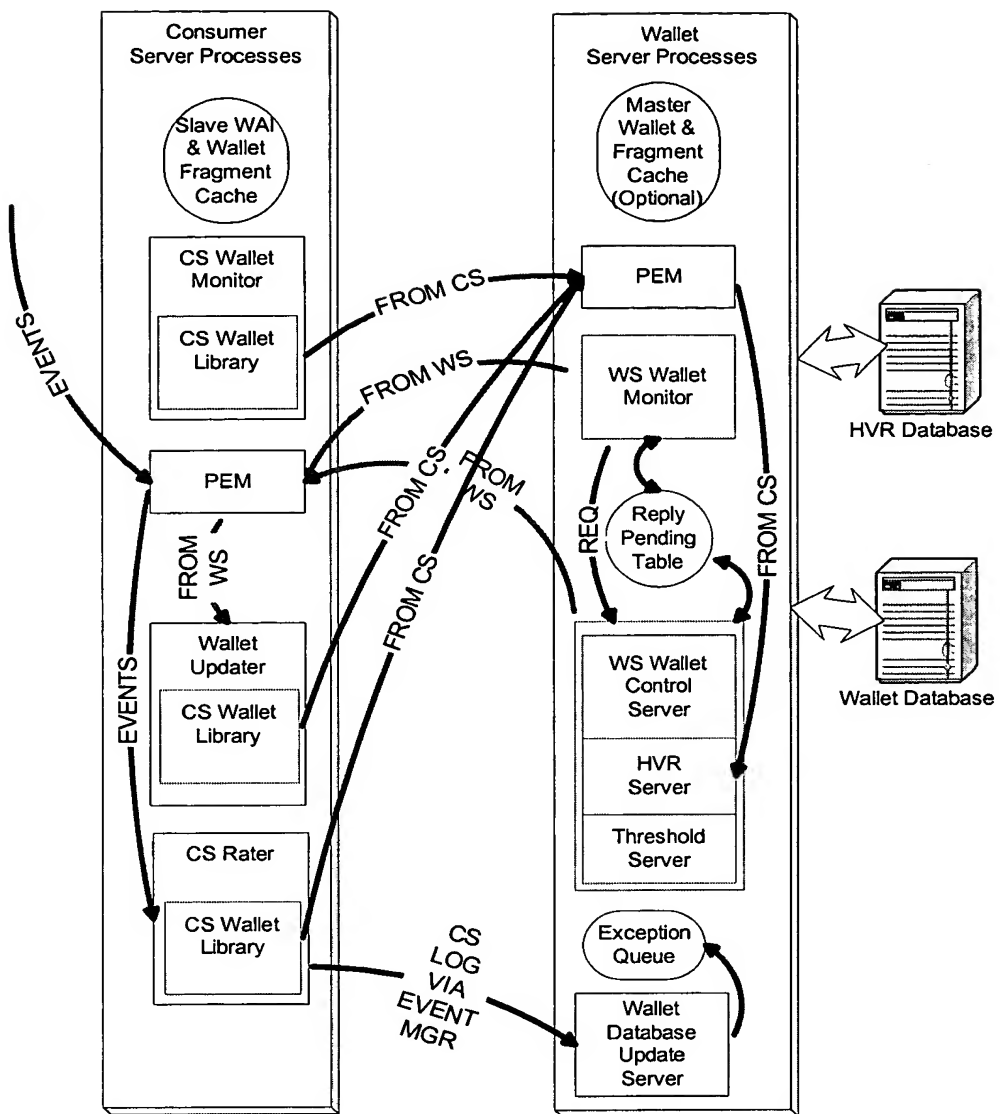 Consumer
Server Processes
Slave WAI
& Wallet
Fragment
Cache
CS Wallet
Monitor
CS Wallet
Library
EVENTS
PEM
FROM
WS
EVENTS
Wallet
Updater
CS Wallet
Library
CS Rater
CS Wallet
Library
FROM CS
FROM WS
FROM
WS
FROM CS
FROM CS
CS
LOG
VIA
EVENT
MGR
Wallet
Server Processes
Master
Wallet &
Fragment
Cache
(Optional)
PEM
WS Wallet
Monitor
REQ
Reply
Pending
Table
FROM CS
WS Wallet
Control
Server
HVR
Server
Threshold
Server
Exception
Queue
Wallet
Database
Update
Server
HVR Database
Wallet Database